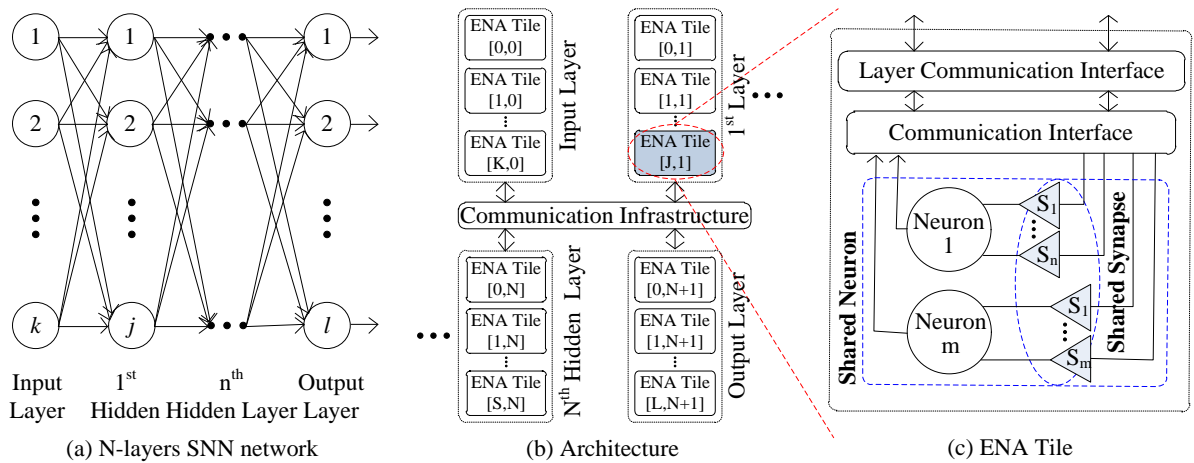 1
1
1
2
2
2
k
j
l
Input
Layer
1st
Hidden
nth
Hidden Layer
Output
Layer
(a) N-layers SNN network
ENA Tile
[0,0]
ENA Tile
[1,0]
ENA Tile
[K,0]
Input Layer
ENA Tile
[0,1]
ENA Tile
[1,1]
ENA Tile
[J,1]
1st Layer
Communication Infrastructure
ENA Tile
[0,N]
ENA Tile
[1,N]
ENA Tile
[S,N]
Nth Hidden Layer
ENA Tile
[0,N+1]
ENA Tile
[1,N+1]
ENA Tile
[L,N+1]
Output Layer
(b) Architecture
Layer Communication Interface
Communication Interface
Neuron
1
S1
Sn
Neuron
m
S1
Sm
Shared Neuron
Shared Synapse
(c) ENA Tile